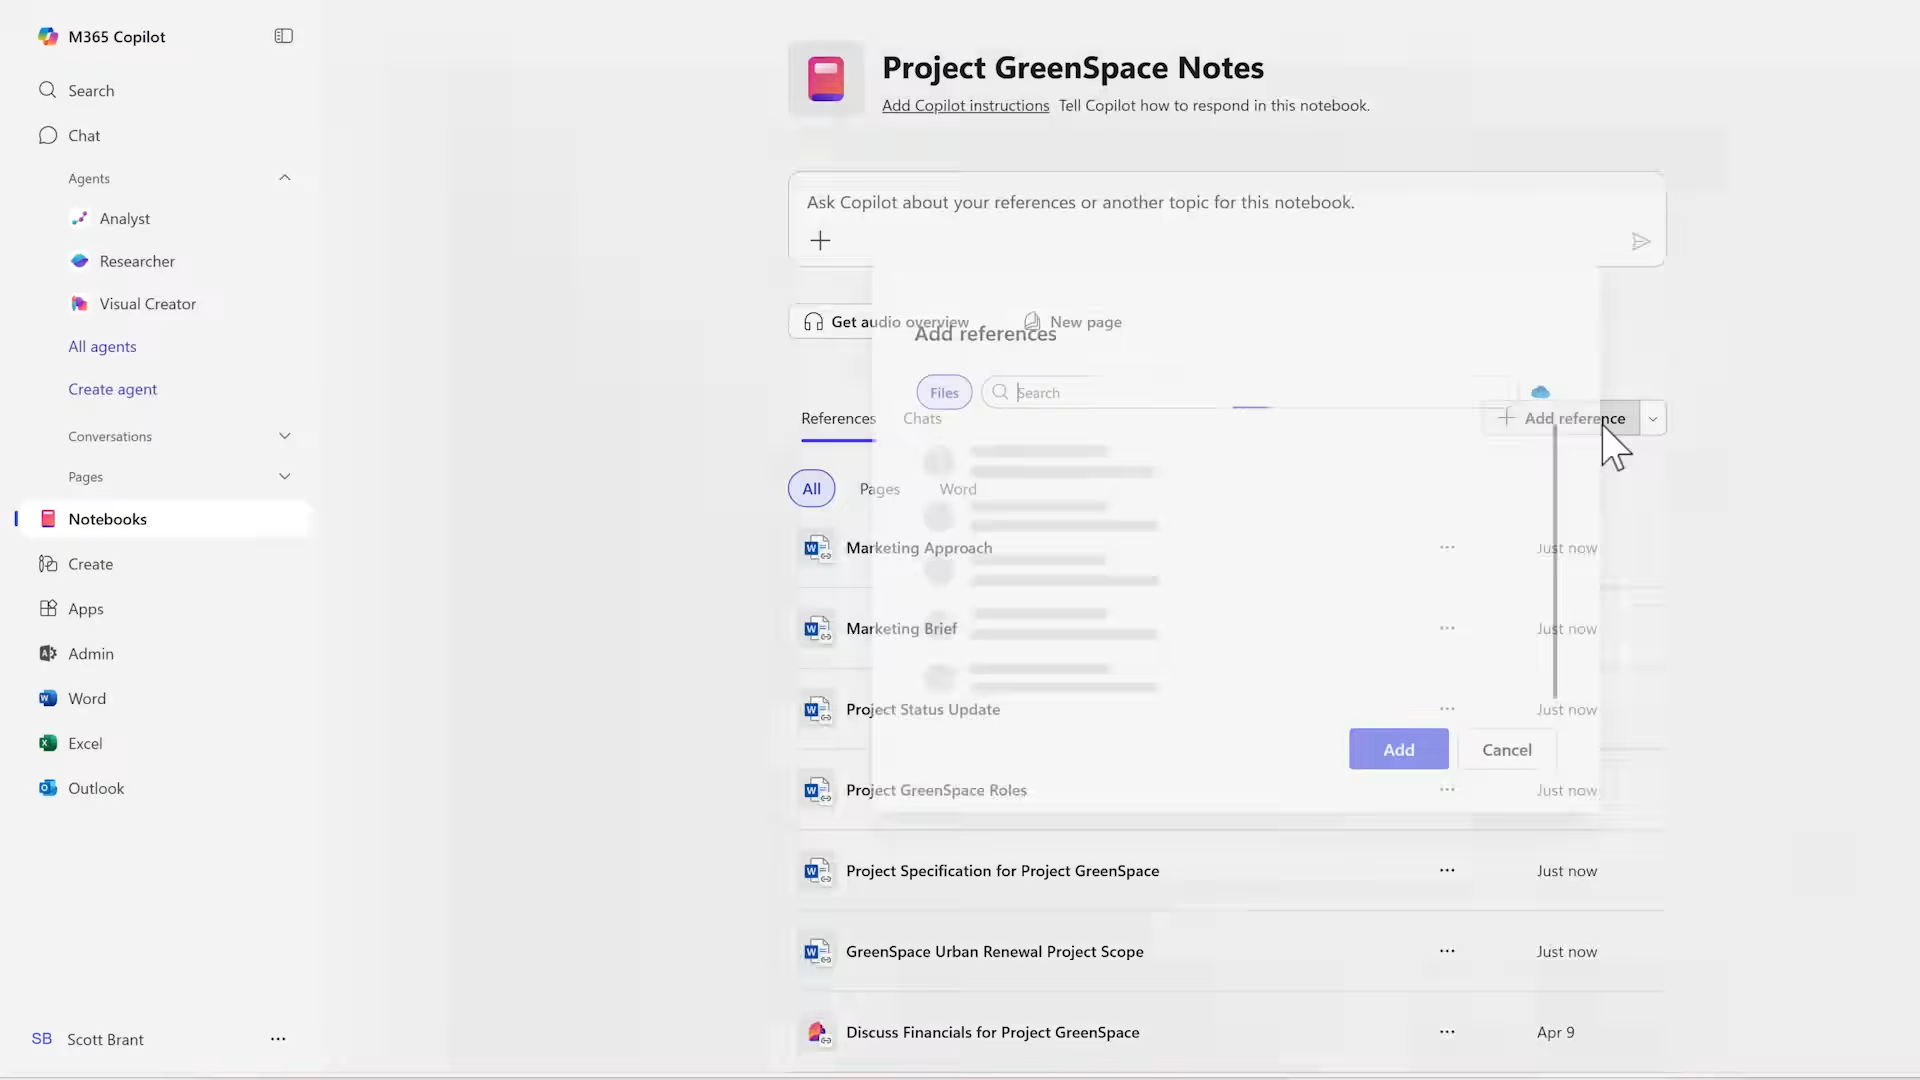 M365 Copilot
Search
Chat
Agents
Analyst
Researcher
Visual Creator
All agents
Create agent
Conversations
Pages
Notebooks
Create
Apps
Admin
Word
Excel
Outlook
SB Scott Brant
Project GreenSpace Notes
Add Copilot instructions Tell Copilot how to respond in this notebook.
Ask Copilot about your references or another topic for this notebook.
Get audio overview New page
Add references
Files Search
References Chats Add reference
All Pages Word
Marketing Approach Just now
Marketing Brief Just now
Project Status Update Just now
Add Cancel
Project GreenSpace Roles Just now
Project Specification for Project GreenSpace Just now
GreenSpace Urban Renewal Project Scope Just now
Discuss Financials for Project GreenSpace Apr 9